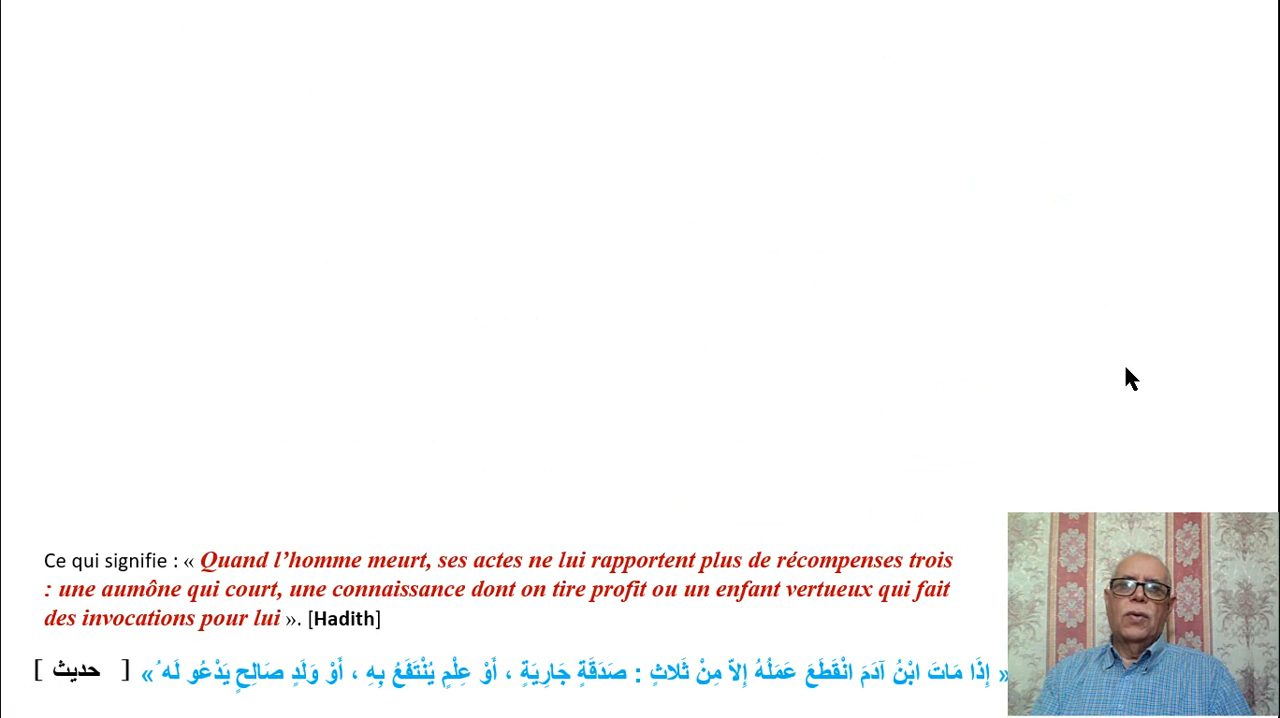 Ce qui signifie : « Quand l’homme meurt, ses actes ne lui rapportent plus de récompenses trois
: une aumône qui court, une connaissance dont on tire profit ou un enfant vertueux qui fait
des invocations pour lui ». [Hadith]
« إِذَا مَاتَ ابْنُ آدَمَ انْقَطَعَ عَمَلُهُ إِلاّ مِنْ ثَلاثٍ : صَدَقَةٍ جَارِيَةٍ ، أَوْ عِلْمٍ يُنْتَفَعُ بِهِ ، أَوْ وَلَدٍ صَالِحٍ يَدْعُو لَه ُ» [ حديث ]